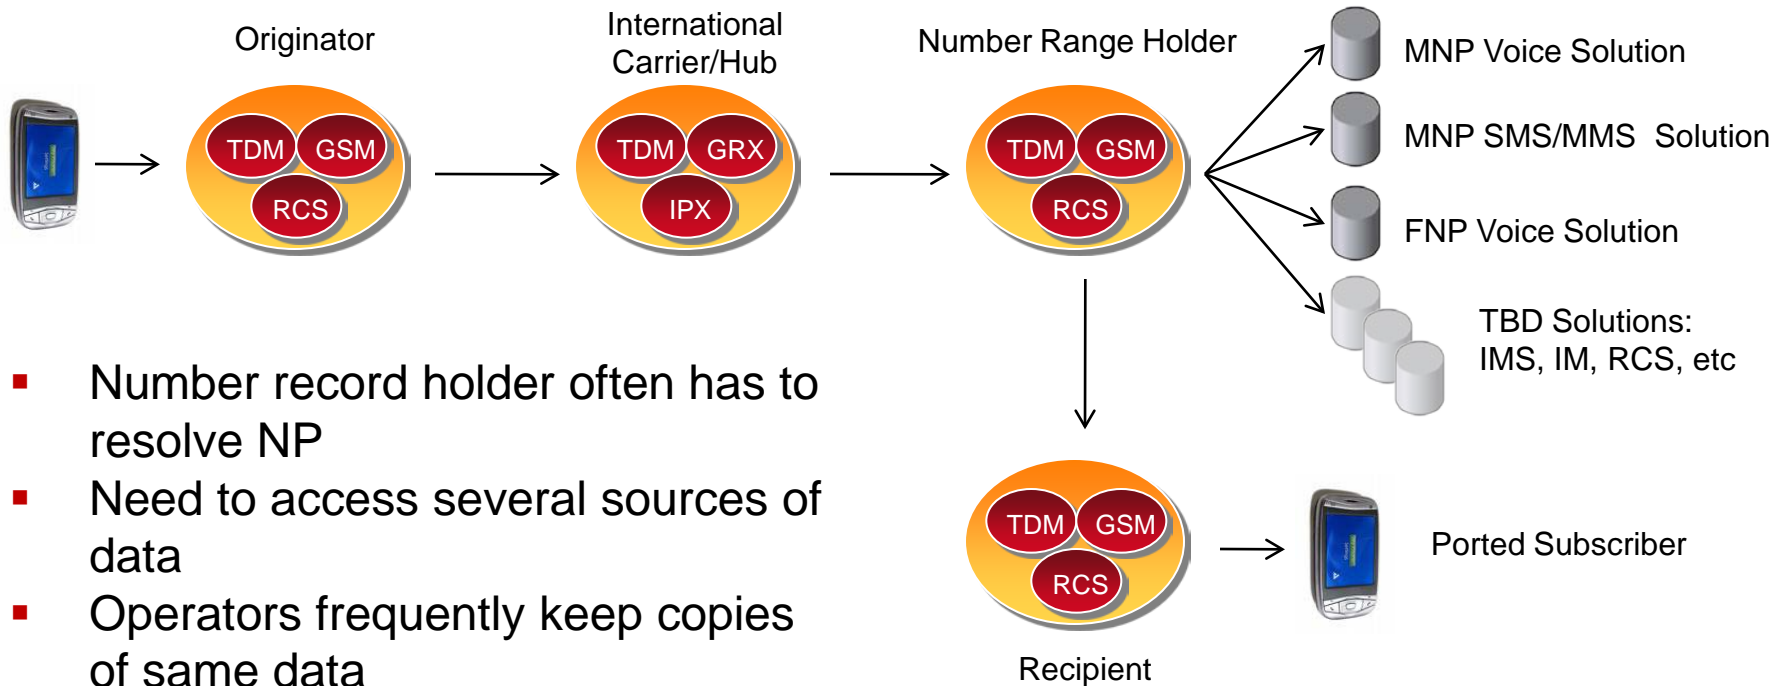 Originator
International
Carrier/Hub
Number Range Holder
TDM GSM
RCS
TDM GRX
IPX
TDM GSM
RCS
MNP Voice Solution
MNP SMS/MMS Solution
FNP Voice Solution
TBD Solutions:
IMS, IM, RCS, etc
Number record holder often has to
resolve NP
Need to access several sources of
data
Operators frequently keep copies
of same data
TDM GSM
RCS
Recipient
Ported Subscriber